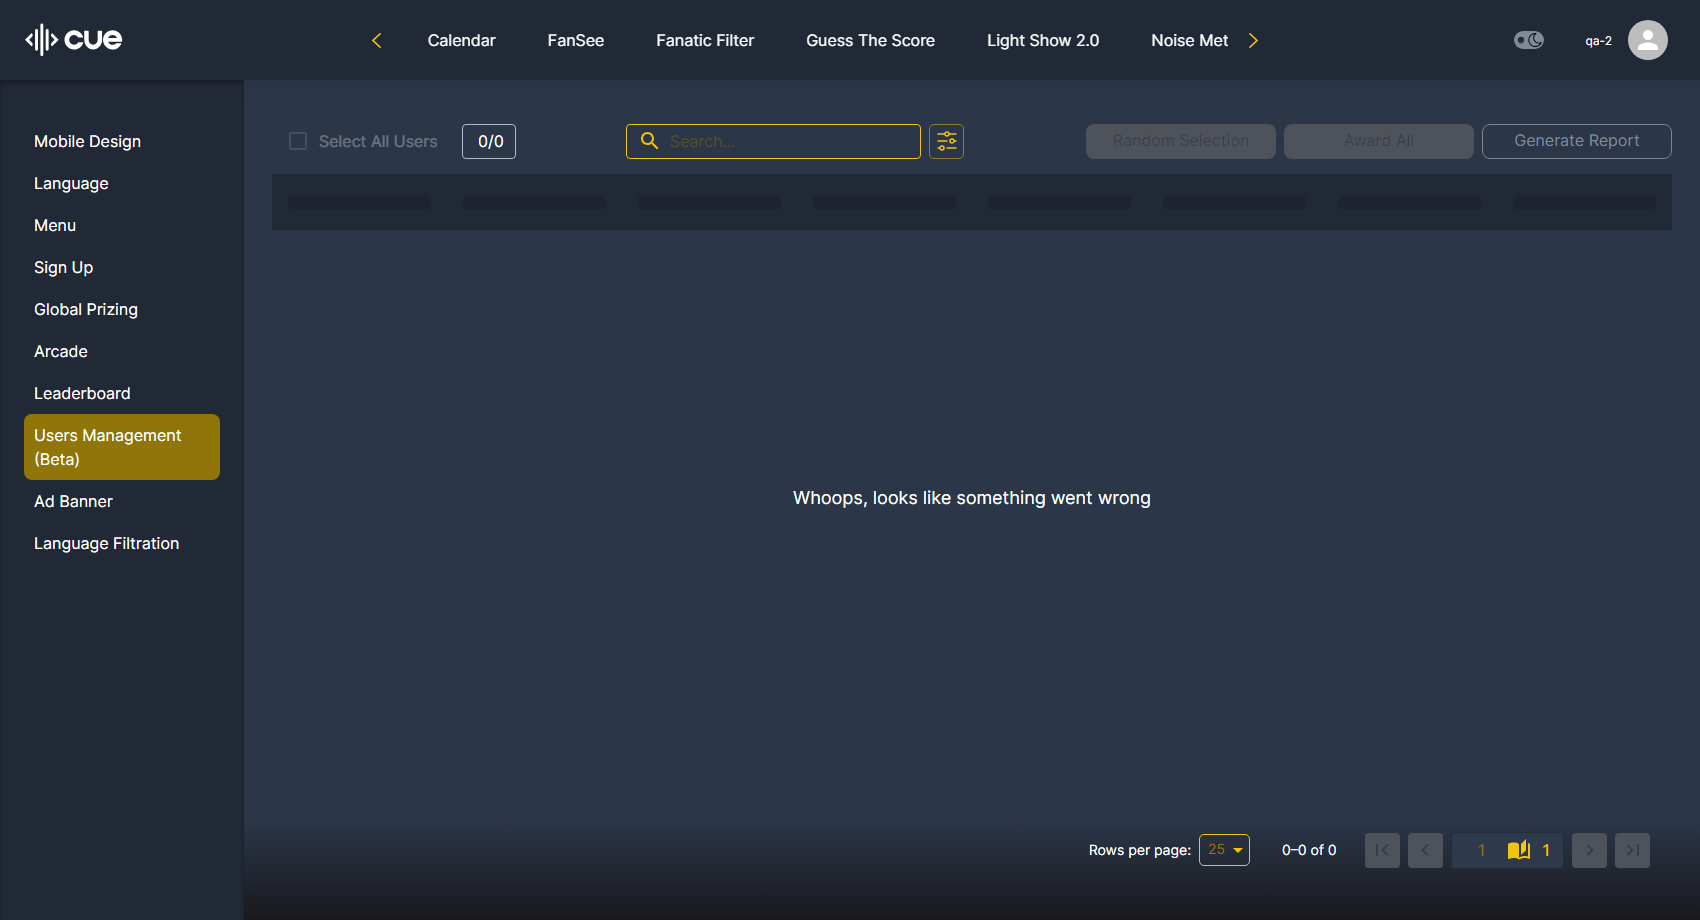 cue
Calendar
FanSee
Fanatic Filter
Guess The Score
Light Show 2.0
Noise Met
qa-2
Mobile Design
Language
Menu
Sign Up
Global Prizing
Arcade
Leaderboard
Users Management
(Beta)
Ad Banner
Language Filtration
Select All Users
0/0
Search...
Random Selection
Award All
Generate Report
Whoops, looks like something went wrong
Rows per page:
25
0–0 of 0
1
1